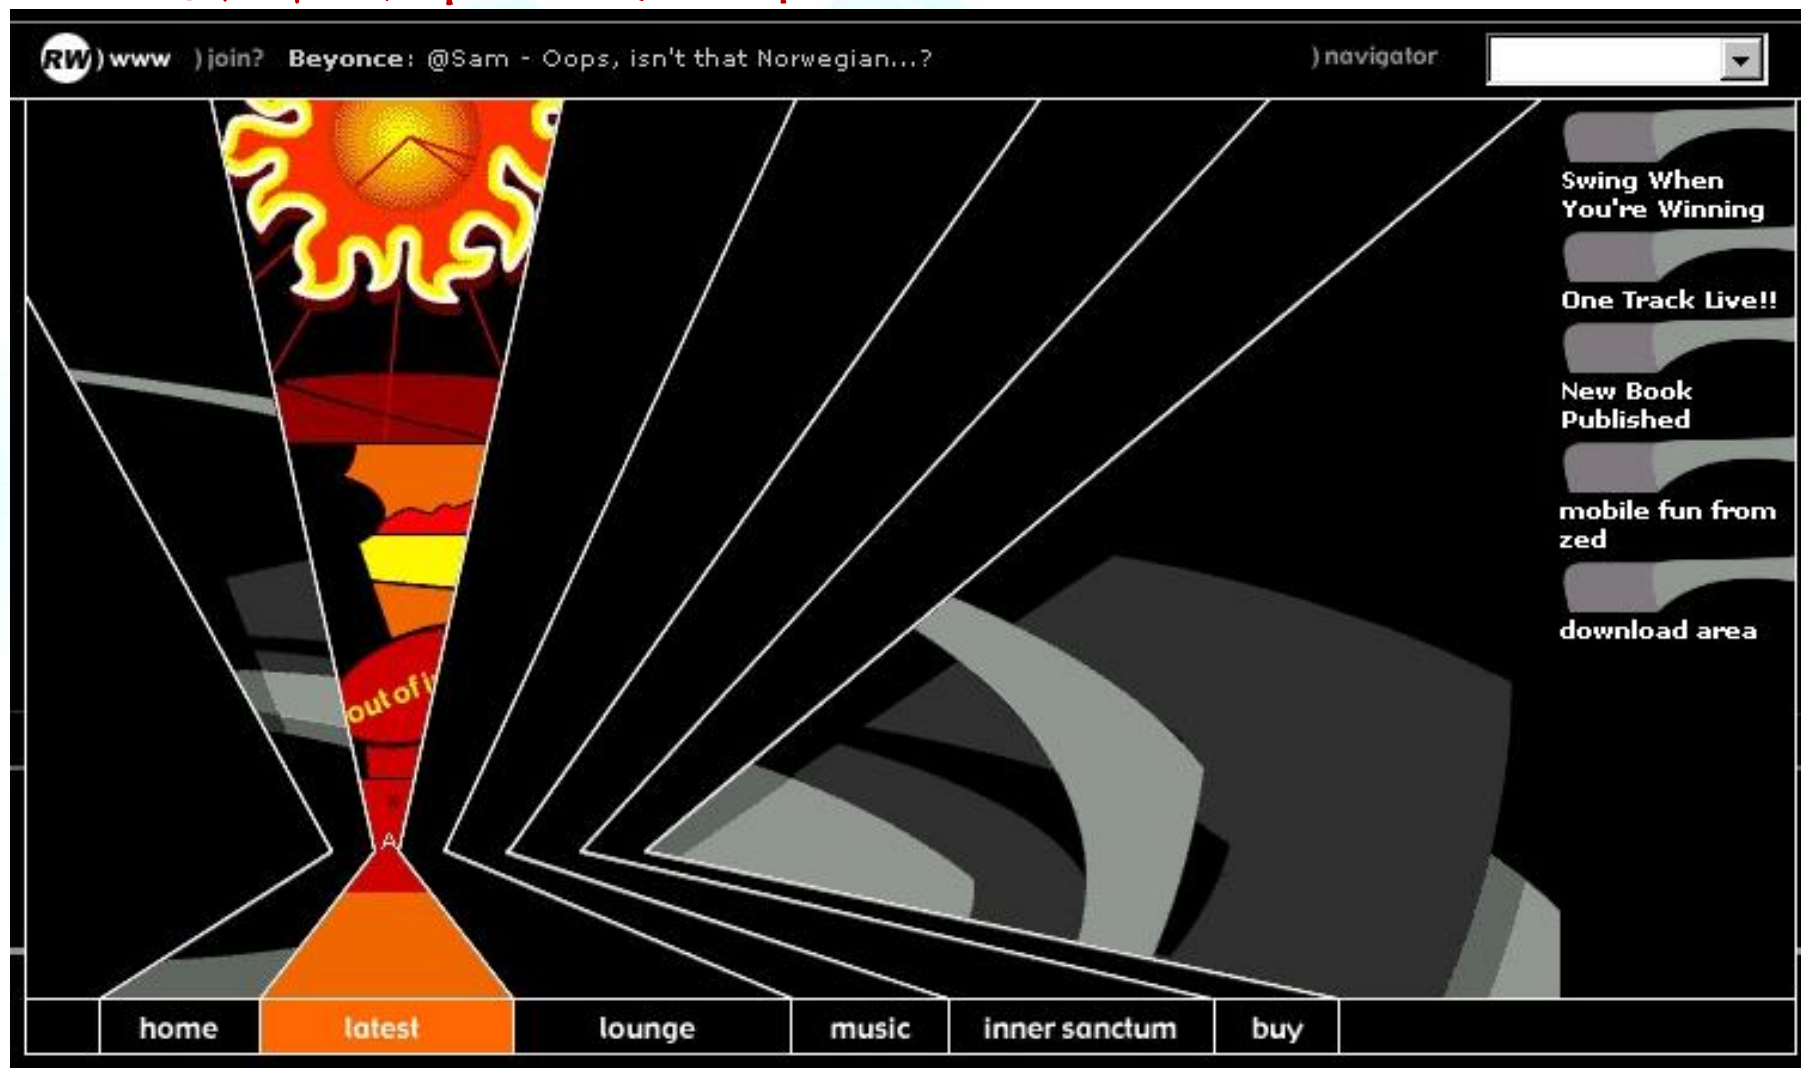 RW ) www ) join? Beyonce: @Sam - Oops, isn't that Norwegian...? ) navigator
Swing When
You're Winning
One Track Live!!
New Book
Published
mobile fun from
zed
download area
out of i
A
home latest lounge music inner sanctum buy